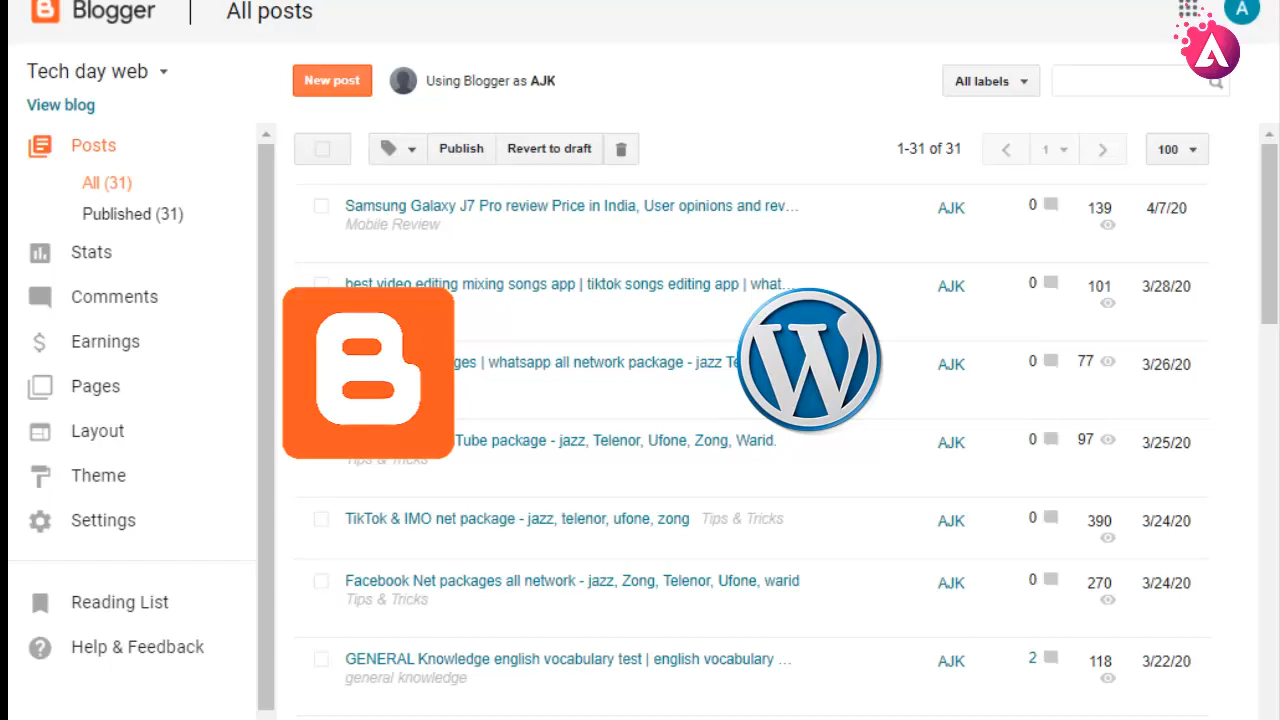 Blogger
All posts
A
Tech day web
View blog
New post
Using Blogger as AJK
All labels
Posts
All (31)
Published (31)
Stats
Comments
Earnings
Pages
Layout
Theme
Settings
Reading List
Help & Feedback
Publish
Revert to draft
1-31 of 31
1
100
Samsung Galaxy J7 Pro review Price in India, User opinions and rev...
Mobile Review
AJK
0
139
4/7/20
best video editing mixing songs app | tiktok songs editing app | what...
AJK
0
101
3/28/20
ges | whatsapp all network package - jazz Te
AJK
0
77
3/26/20
Tube package - jazz, Telenor, Ufone, Zong, Warid.
Tips & Tricks
AJK
0
97
3/25/20
TikTok & IMO net package - jazz, telenor, ufone, zong Tips & Tricks
AJK
0
390
3/24/20
Facebook Net packages all network - jazz, Zong, Telenor, Ufone, warid
Tips & Tricks
AJK
0
270
3/24/20
GENERAL Knowledge english vocabulary test | english vocabulary ...
general knowledge
AJK
2
118
3/22/20